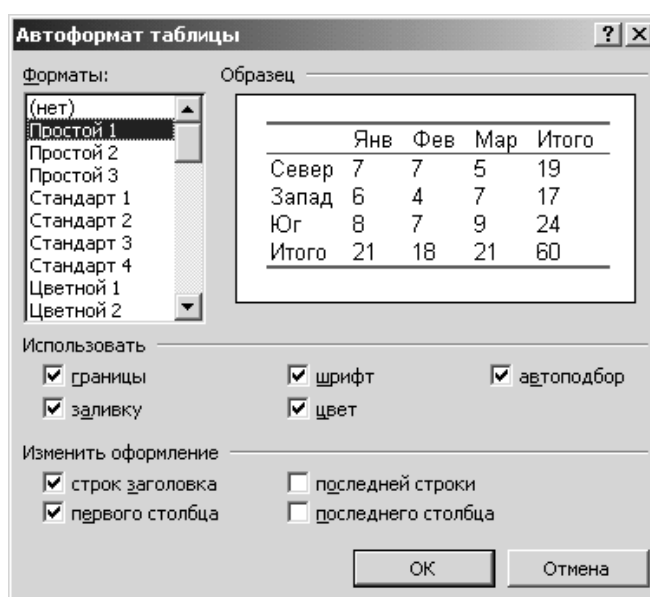 Автоформат таблицы
Форматы:
(нет)
Простой 1
Простой 2
Простой 3
Стандарт 1
Стандарт 2
Стандарт 3
Стандарт 4
Цветной 1
Цветной 2
Образец
Янв Фев Мар Итого
Север 7 7 5 19
Запад 6 4 7 17
Юг 8 7 9 24
Итого 21 18 21 60
Использовать
границы шрифт автоподбор
заливку цвет
Изменить оформление
строк заголовка последней строки
первого столбца последнего столбца
ОК Отмена